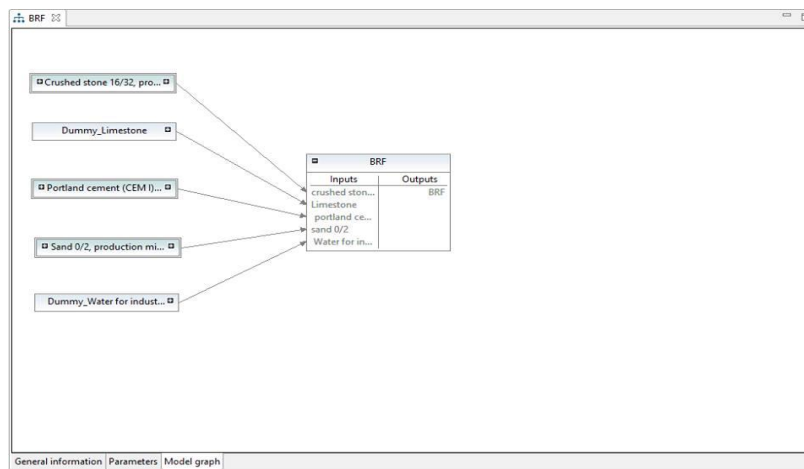 BRF
Crushed stone 16/32, pro...
Dummy_Limestone
Portland cement (CEM I)...
Sand 0/2, production mi...
Dummy_Water for indust...
BRF
Inputs Outputs
crushed ston... BRF
Limestone
portland ce...
sand 0/2
Water for in...
General information Parameters Model graph